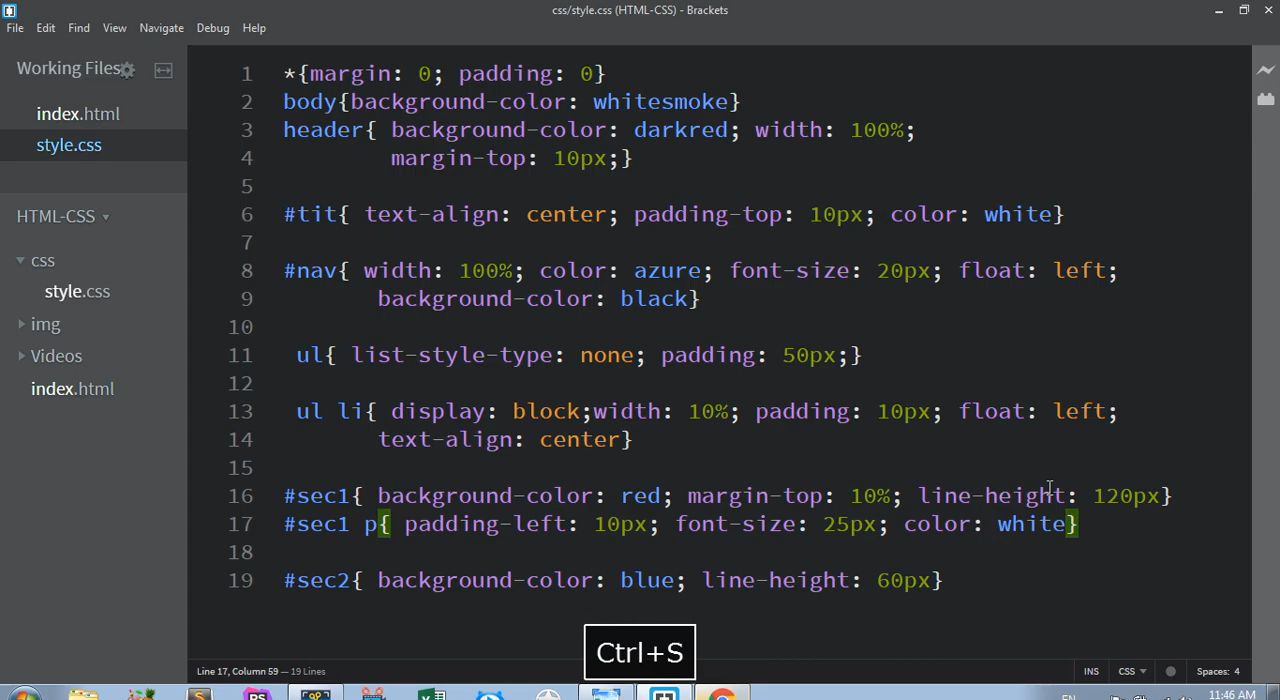 css/style.css (HTML-CSS) - Brackets
File Edit Find View Navigate Debug Help
Working Files
index.html
style.css
HTML-CSS
css
style.css
img
Videos
index.html
1 *{margin: 0; padding: 0}
2 body{background-color: whitesmoke}
3 header{ background-color: darkred; width: 100%;
4 margin-top: 10px;}
5
6 #tit{ text-align: center; padding-top: 10px; color: white}
7
8 #nav{ width: 100%; color: azure; font-size: 20px; float: left;
9 background-color: black}
10
11 ul{ list-style-type: none; padding: 50px;}
12
13 ul li{ display: block;width: 10%; padding: 10px; float: left;
14 text-align: center}
15
16 #sec1{ background-color: red; margin-top: 10%; line-height: 120px}
17 #sec1 p{ padding-left: 10px; font-size: 25px; color: white}
18
19 #sec2{ background-color: blue; line-height: 60px}
Ctrl+S
Line 17, Column 59 — 19 Lines
INS CSS Spaces: 4
EN 11:46 AM